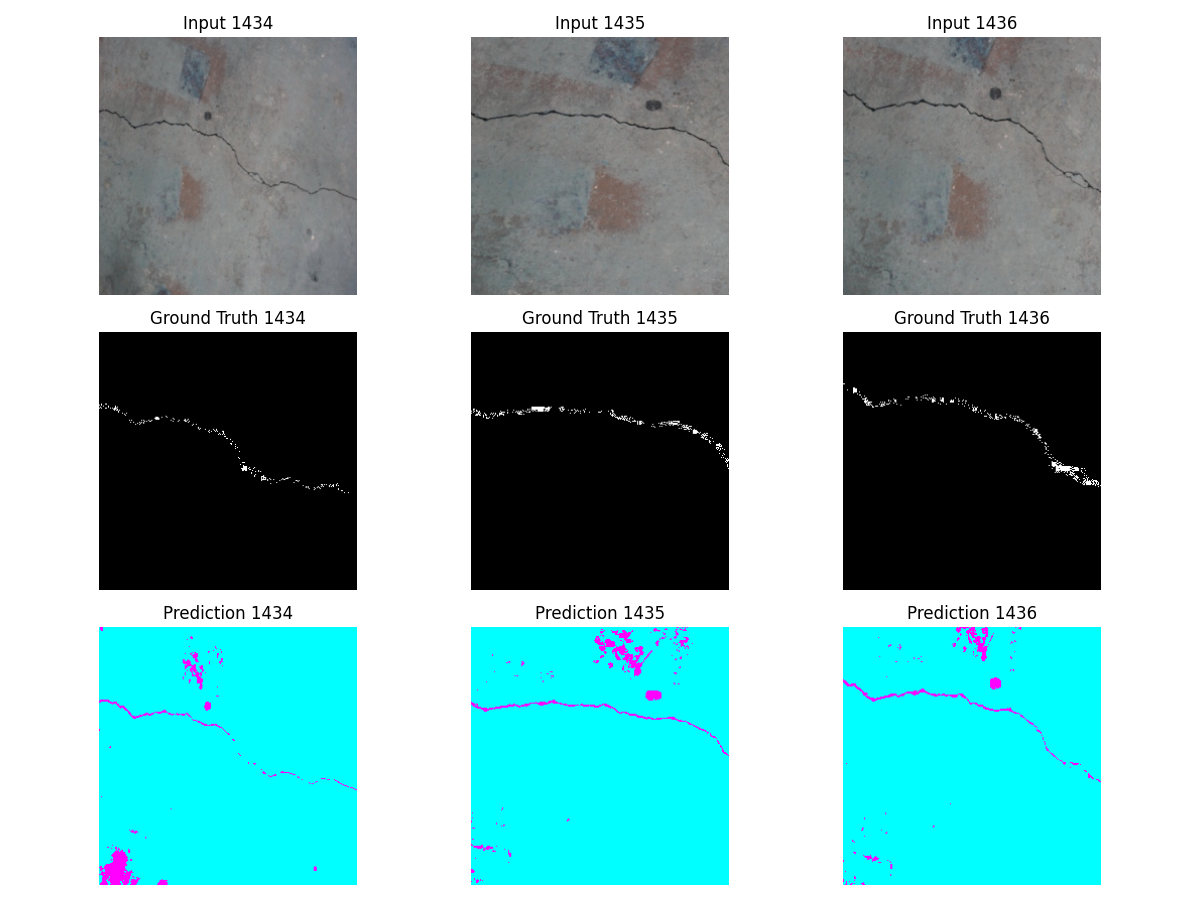 Input 1434
Input 1435
Input 1436
Ground Truth 1434
Ground Truth 1435
Ground Truth 1436
Prediction 1434
Prediction 1435
Prediction 1436